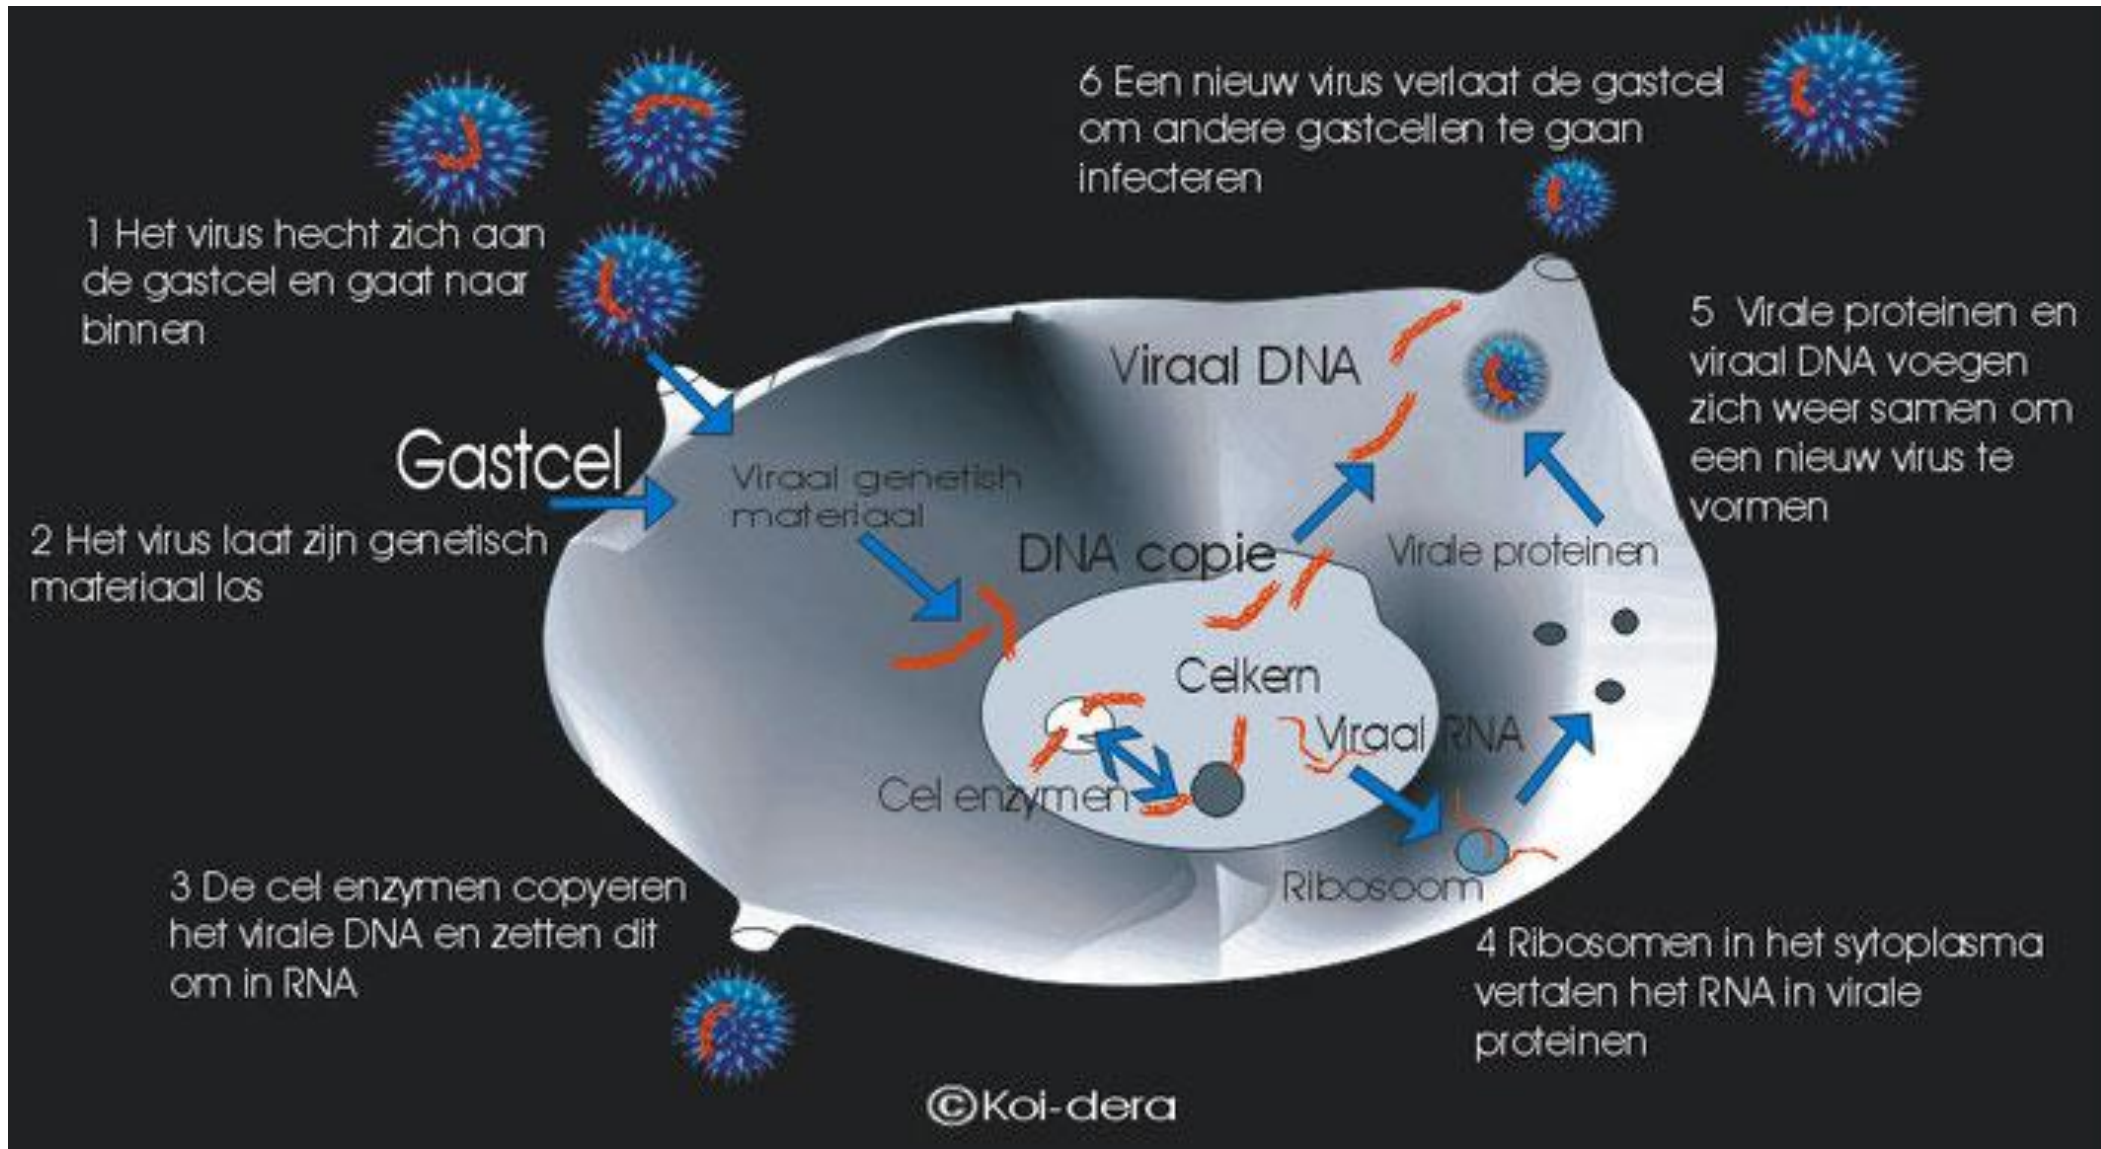 1 Het virus hecht zich aan
de gastcel en gaat naar
binnen
Gastcel
2 Het virus laat zijn genetisch
materiaal los
3 De cel enzymen copyeren
het virale DNA en zetten dit
om in RNA
6 Een nieuw virus verlaat de gastcel
om andere gastcellen te gaan
infecteren
Viraal DNA
Viraal genetish
materiaal
DNA copie
Virale proteinen
Celkern
Viraal RNA
Cel enzymen
Ribosoom
5 Virale proteinen en
viraal DNA voegen
zich weer samen om
een nieuw virus te
vormen
4 Ribosomen in het sytoplasma
vertalen het RNA in virale
proteinen
©Koi-dera